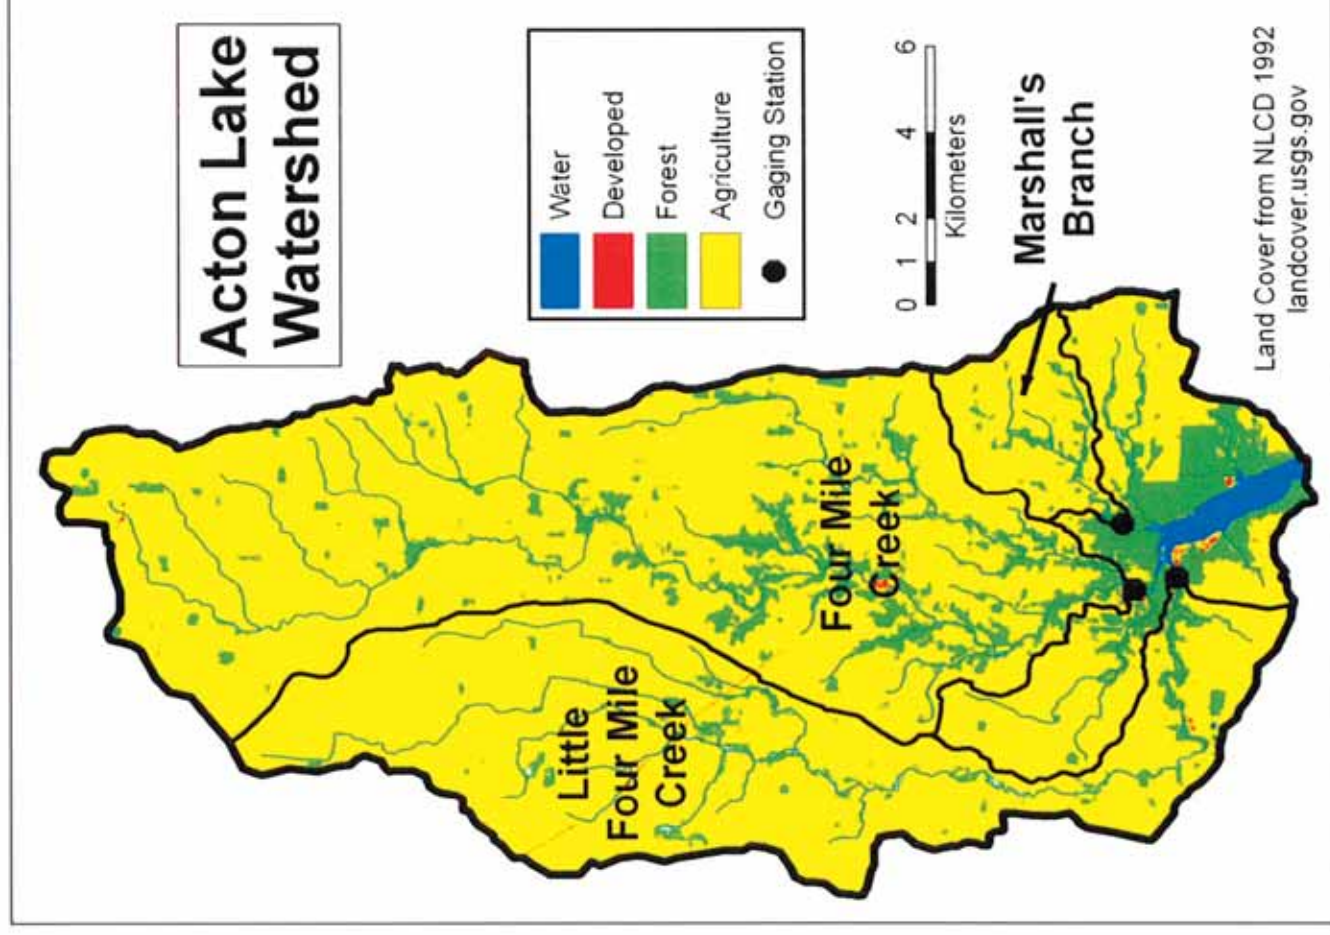 Acton Lake
Watershed
Water
Developed
Forest
Agriculture
Gaging Station
0 1 2 4 6
Kilometers
Marshall's
Branch
Four Mile
Creek
Little
Four Mile
Creek
Land Cover from NLCD 1992
landcover.usgs.gov